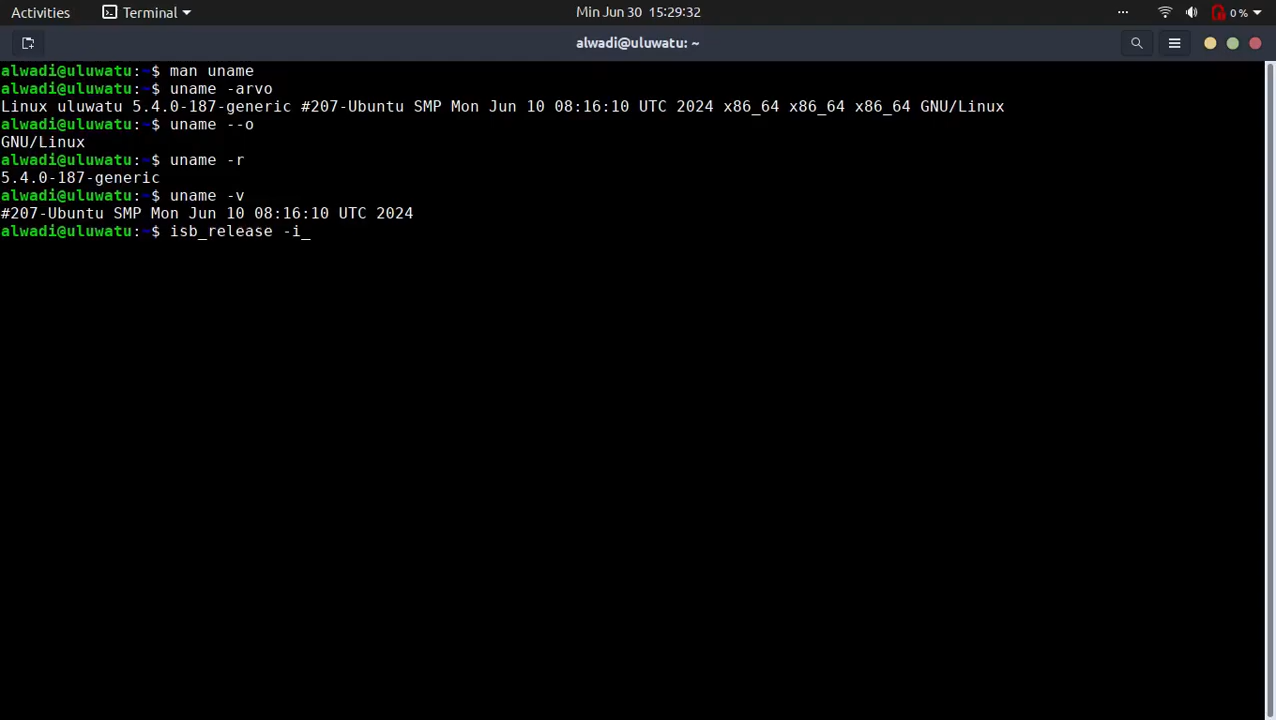 Activities Terminal Min Jun 30 15:29:32 ... 0 %
alwadi@uluwatu: ~
alwadi@uluwatu:~$ man uname
alwadi@uluwatu:~$ uname -arvo
Linux uluwatu 5.4.0-187-generic #207-Ubuntu SMP Mon Jun 10 08:16:10 UTC 2024 x86_64 x86_64 x86_64 GNU/Linux
alwadi@uluwatu:~$ uname --o
GNU/Linux
alwadi@uluwatu:~$ uname -r
5.4.0-187-generic
alwadi@uluwatu:~$ uname -v
#207-Ubuntu SMP Mon Jun 10 08:16:10 UTC 2024
alwadi@uluwatu:~$ isb_release -i_